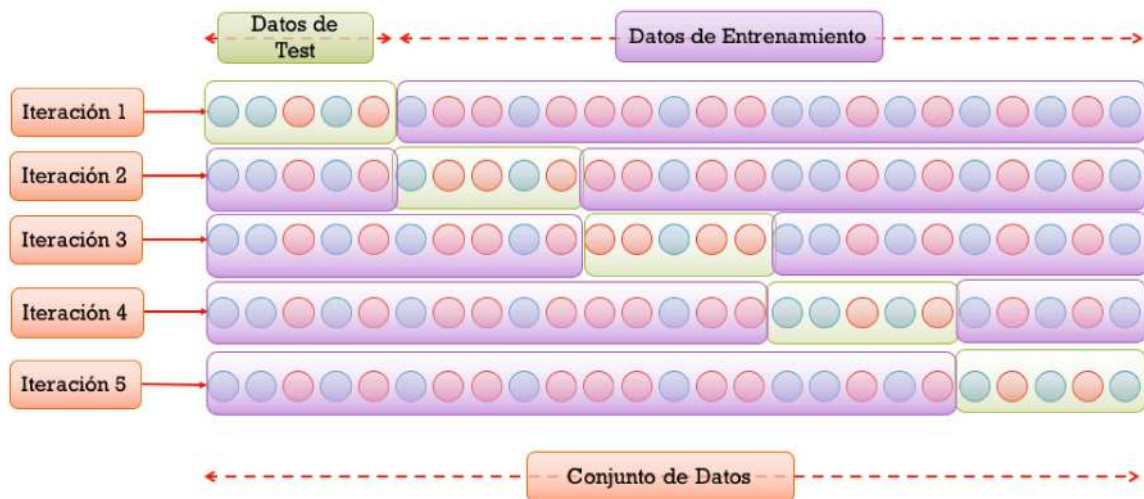 Datos de
Test
Datos de Entrenamiento
Iteración 1
Iteración 2
Iteración 3
Iteración 4
Iteración 5
Conjunto de Datos